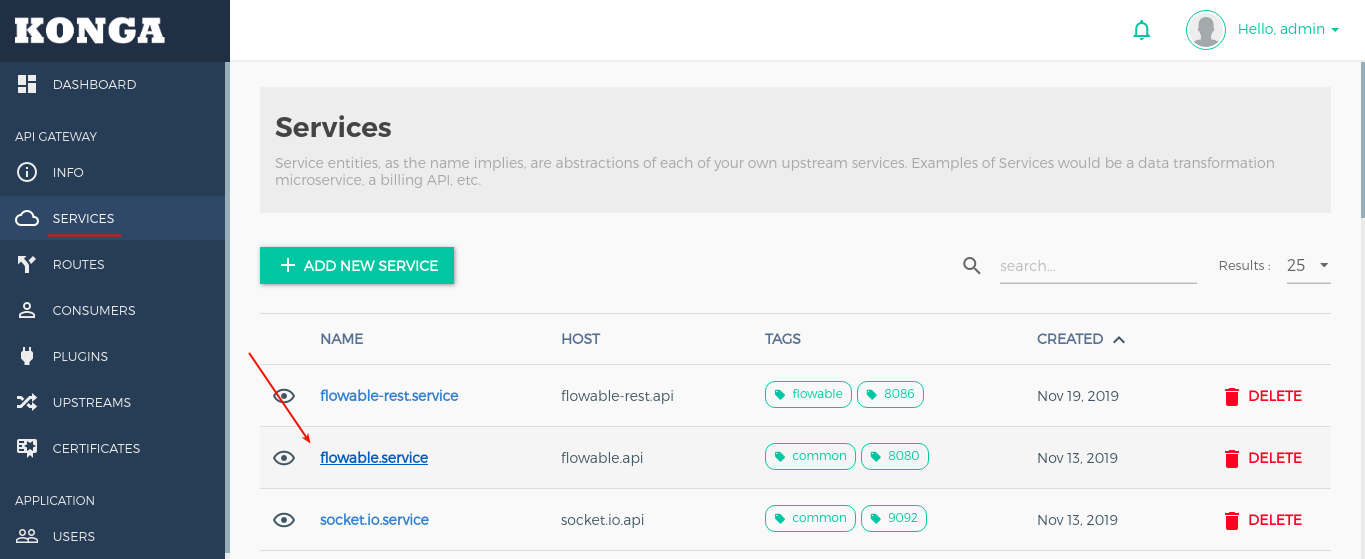 KONGA
Hello, admin
DASHBOARD
API GATEWAY
INFO
SERVICES
ROUTES
CONSUMERS
PLUGINS
UPSTREAMS
CERTIFICATES
APPLICATION
USERS
Services
Service entities, as the name implies, are abstractions of each of your own upstream services. Examples of Services would be a data transformation
microservice, a billing API, etc.
ADD NEW SERVICE
search...
Results :
25
NAME HOST TAGS CREATED
flowable-rest.service flowable-rest.api flowable 8086 Nov 19, 2019 DELETE
flowable.service flowable.api common 8080 Nov 13, 2019 DELETE
socket.io.service socket.io.api common 9092 Nov 13, 2019 DELETE